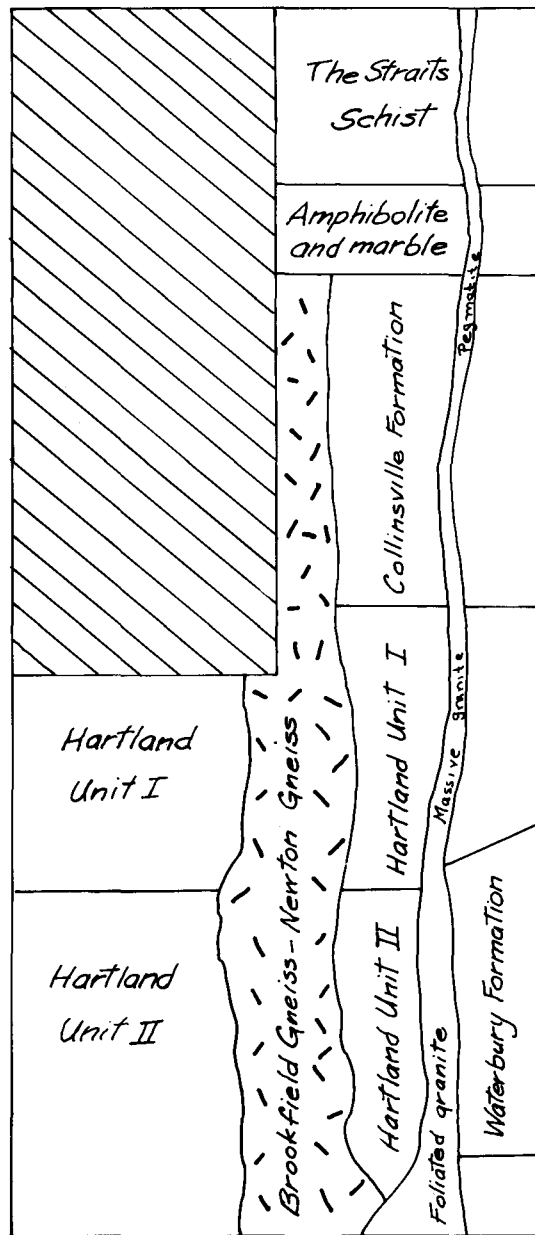 The Straits
Schist
Amphibolite
and marble
Pegmatite
Collinsville Formation
Hartland
Unit I
Brookfield Gneiss-Newton Gneiss
Hartland Unit I
Massive granite
Hartland
Unit II
Hartland Unit II
Foliated granite
Waterbury Formation